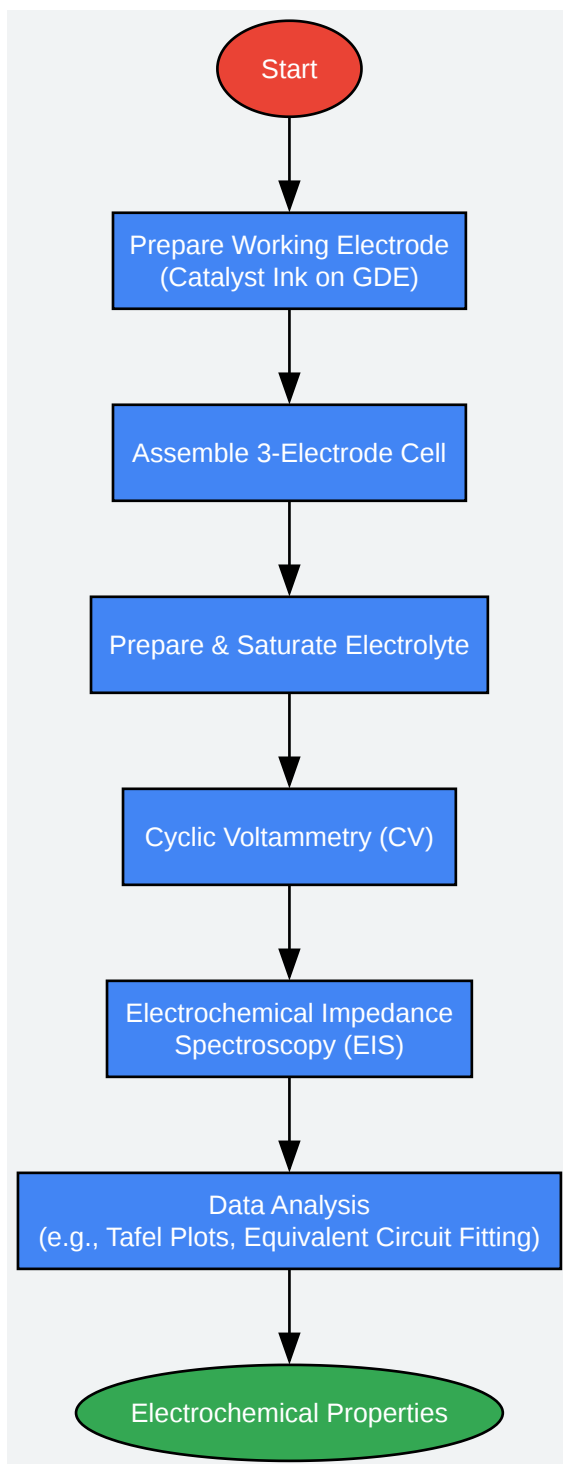 Start
Prepare Working Electrode
(Catalyst Ink on GDE)
Assemble 3-Electrode Cell
Prepare & Saturate Electrolyte
Cyclic Voltammetry (CV)
Electrochemical Impedance
Spectroscopy (EIS)
Data Analysis
(e.g., Tafel Plots, Equivalent Circuit Fitting)
Electrochemical Properties